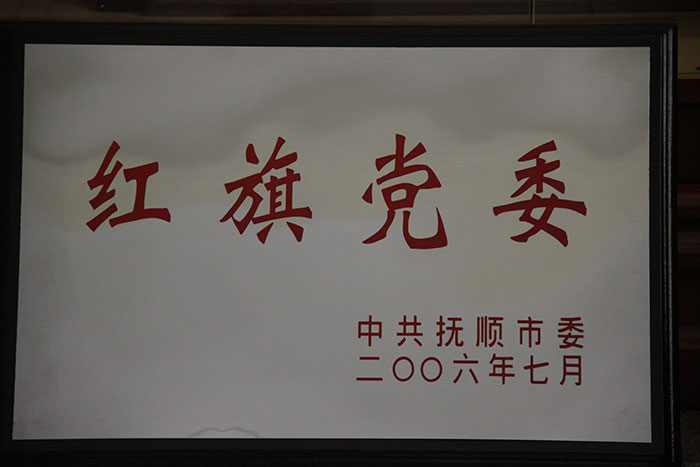 红旗党委
中共抚顺市委
二〇〇六年七月